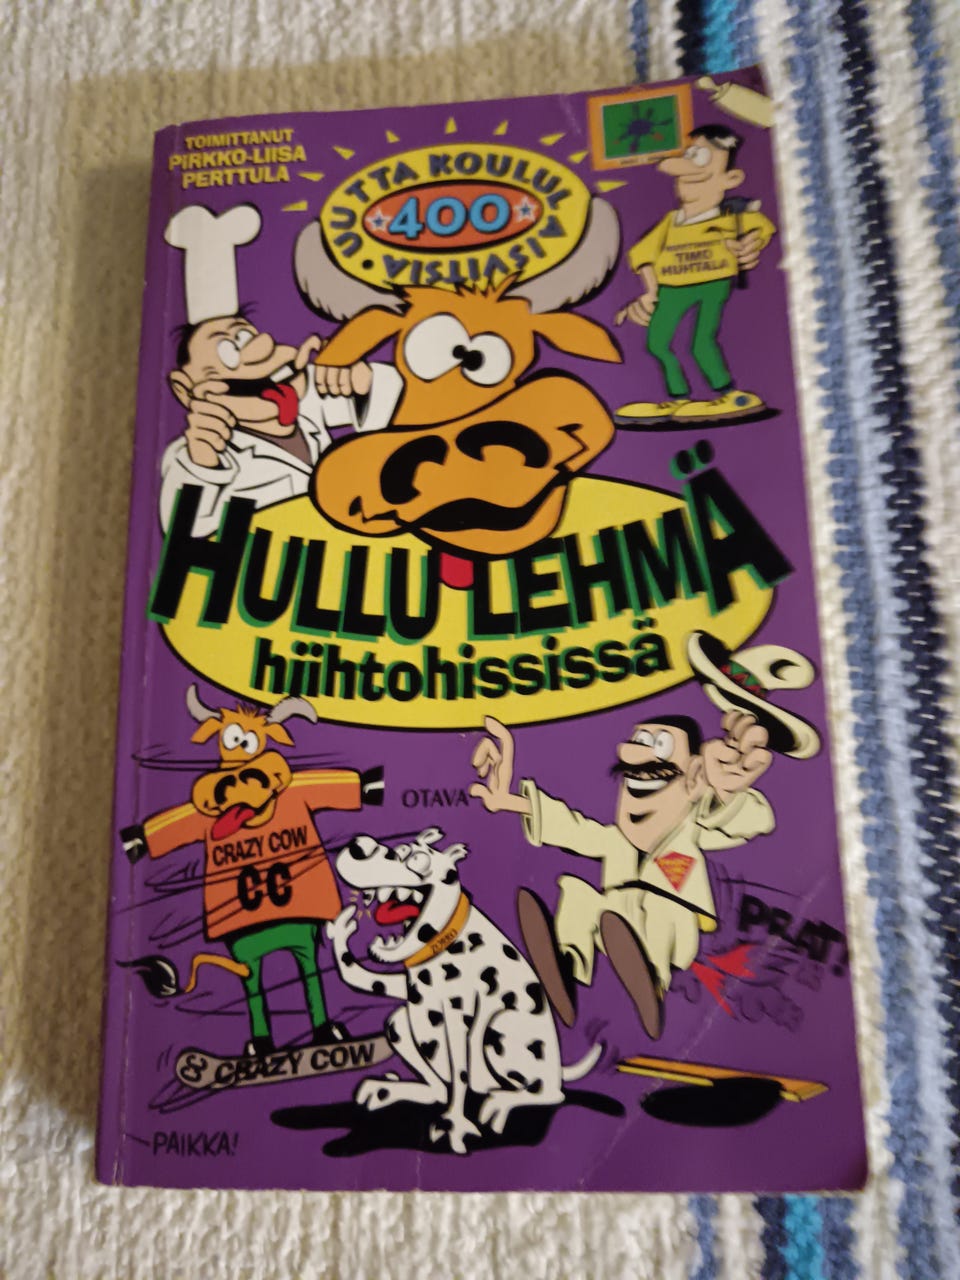 TOIMITTANUT
PIRKKO-LIISA
PERTTULA
UUTTA KOULULAISVITSIÄ •
400
TIMO
HUHTALA
HULLU LEHMÄ
hiihtohississä
OTAVA
CRAZY COW
CC
ZORRO
PRAT!
& CRAZY COW
PAIKKA!